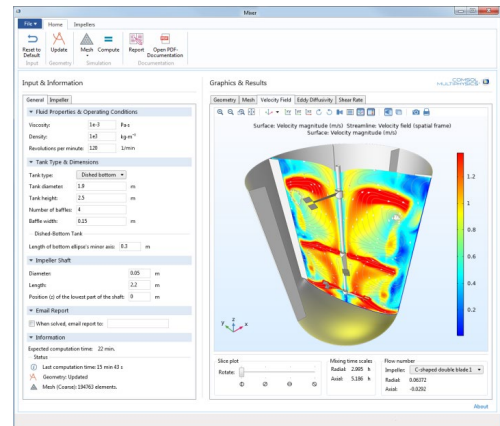 Mixer
File
Home
Impellers
Reset to Default
Update
Mesh
Compute
Report
Open PDF-Documentation
Input
Geometry
Simulation
Documentation
Input & Information
Graphics & Results
COMSOL MULTIPHYSICS
General
Impeller
Fluid Properties & Operating Conditions
Viscosity: 1e-3 Pa·s
Density: 1e3 kg·m⁻³
Revolutions per minute: 120 1/min
Tank Type & Dimensions
Tank type: Dished bottom
Tank diameter: 1.8 m
Tank height: 2.5 m
Number of baffles: 4
Baffle width: 0.15 m
Dished-Bottom Tank
Length of bottom ellipse's minor axis: 0.3 m
Impeller Shaft
Diameter: 0.05 m
Length: 2.2 m
Position (z) of the lowest part of the shaft: 0 m
Email Report
When solved, email report to:
Information
Expected computation time: 22 min.
Status
Last computation time: 15 min 43 s
Geometry: Updated
Mesh (Coarse): 194763 elements.
Geometry
Mesh
Velocity Field
Eddy Diffusivity
Shear Rate
Surface: Velocity magnitude (m/s) Streamline: Velocity field (spatial frame)
Surface: Velocity magnitude (m/s)
1.2
1
0.8
0.6
0.4
0.2
y z x
Slice plot
Rotate:
Mixing time scales
Radial: 2.995 h
Axial: 5.186 h
Flow number
Impeller: C-shaped double blade 1
Radial: 0.06372
Axial: -0.0292
About